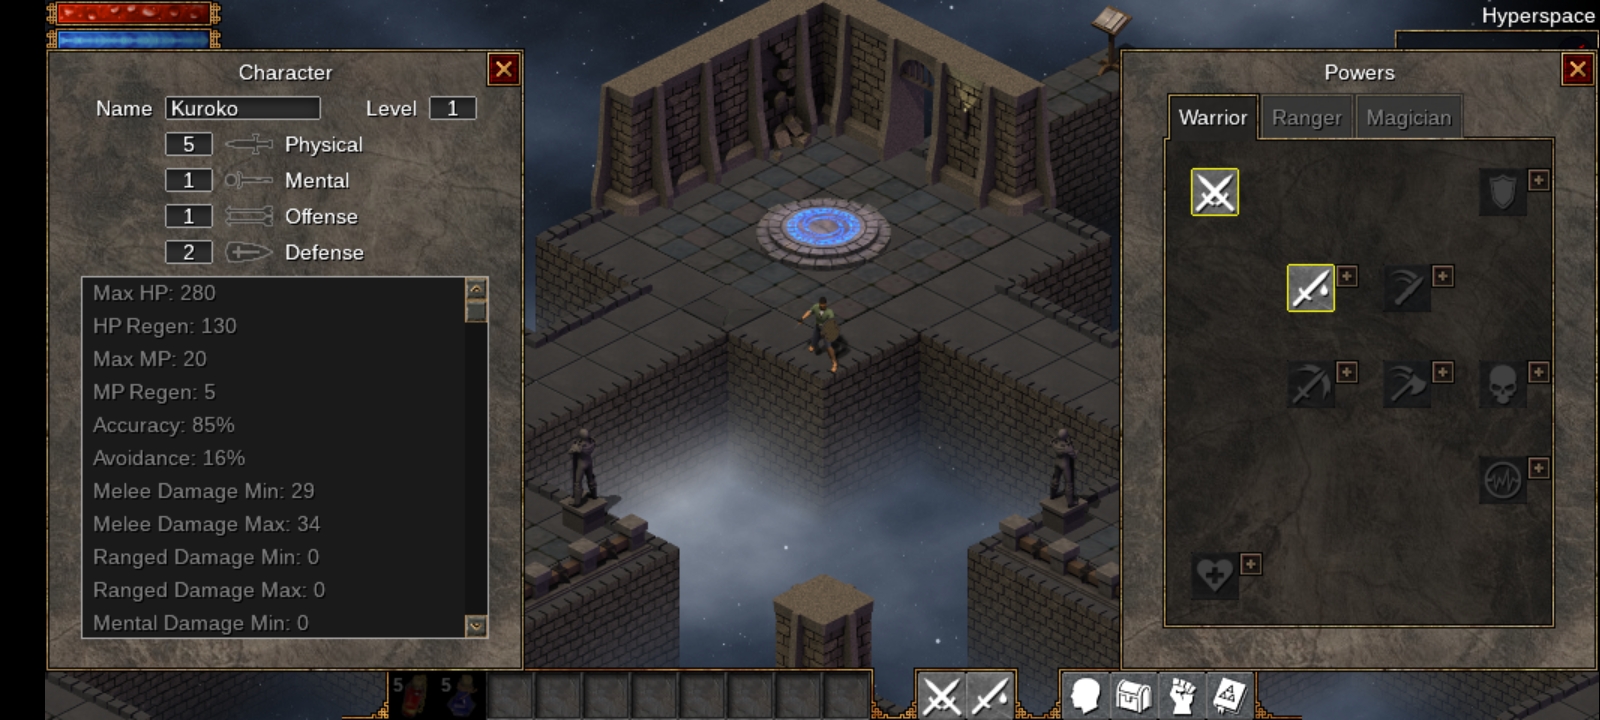 Hyperspace
Character
Name Kuroko Level 1
5 Physical
1 Mental
1 Offense
2 Defense
Max HP: 280
HP Regen: 130
Max MP: 20
MP Regen: 5
Accuracy: 85%
Avoidance: 16%
Melee Damage Min: 29
Melee Damage Max: 34
Ranged Damage Min: 0
Ranged Damage Max: 0
Mental Damage Min: 0
Powers
Warrior Ranger Magician
5 5